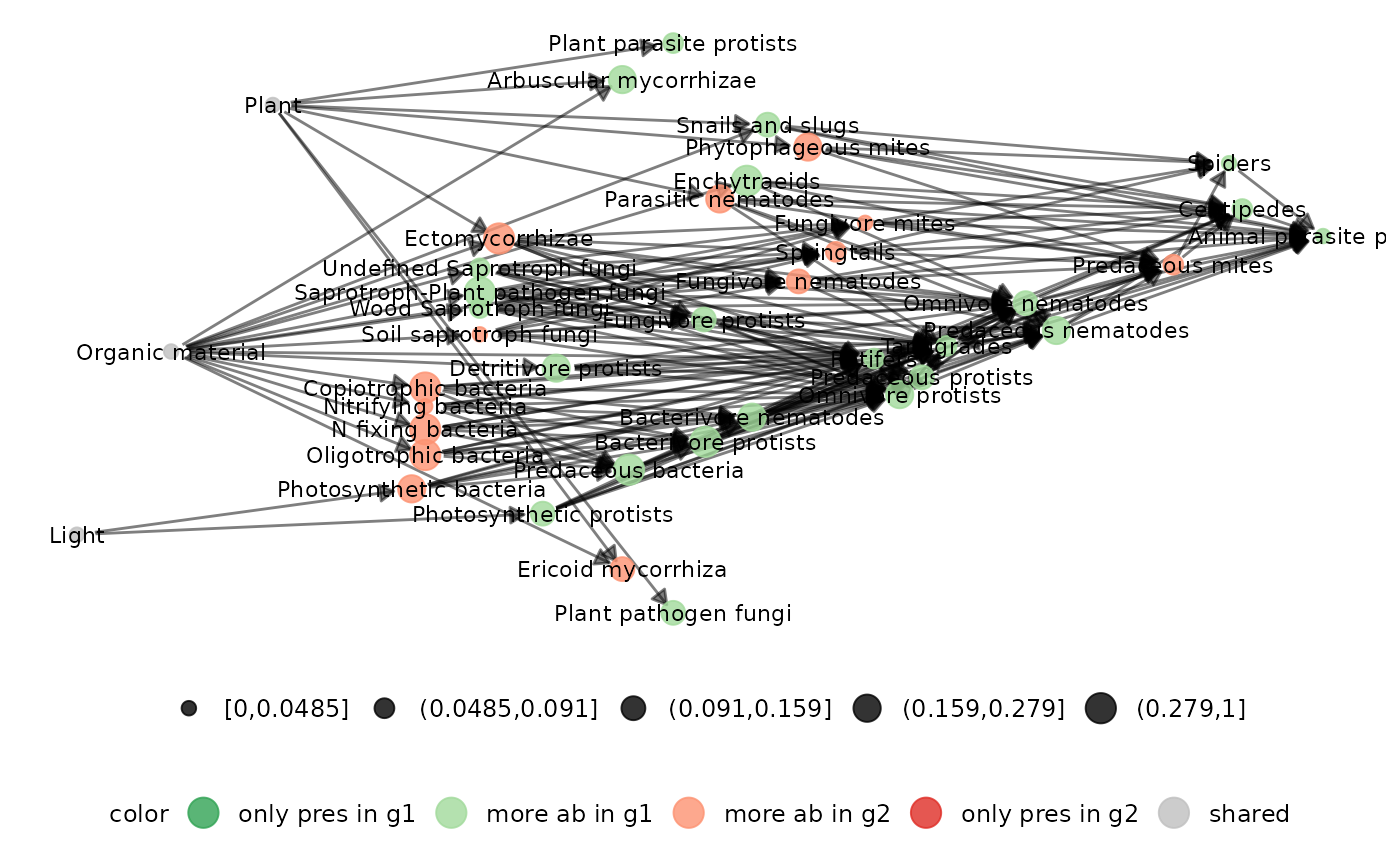 Plant parasite protists
Arbuscular mycorrhizae
Plant
Snails and slugs
Phytophageous mites
Spiders
Enchytraeids
Parasitic nematodes
Centipedes
Fungivore mites
Animal parasite p
Ectomycorrhizae
Springtails
Predaceous mites
Undefined Saprotroph fungi
Fungivore nematodes
Saprotroph-Plant pathogen fungi
Omnivore nematodes
Wood Saprotroph fungi
Fungivore protists
Predaceous nematodes
Soil saprotroph fungi
Tardigrades
Organic material
Rotifers
Detritivore protists
Predaceous protists
Copiotrophic bacteria
Omnivore protists
Nitrifying bacteria
Bacterivore nematodes
N fixing bacteria
Bacterivore protists
Oligotrophic bacteria
Predaceous bacteria
Photosynthetic bacteria
Photosynthetic protists
Light
Ericoid mycorrhiza
Plant pathogen fungi
[0,0.0485] (0.0485,0.091] (0.091,0.159] (0.159,0.279] (0.279,1]
color only pres in g1 more ab in g1 more ab in g2 only pres in g2 shared